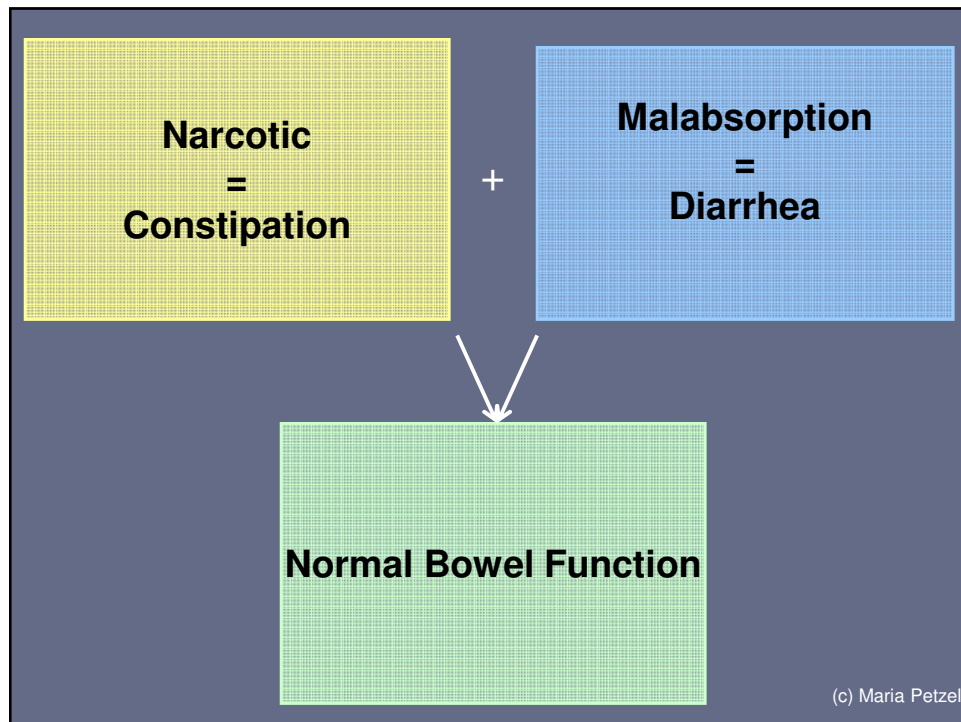 Narcotic
=
Constipation
+
Malabsorption
=
Diarrhea
Normal Bowel Function
(c) Maria Petzel